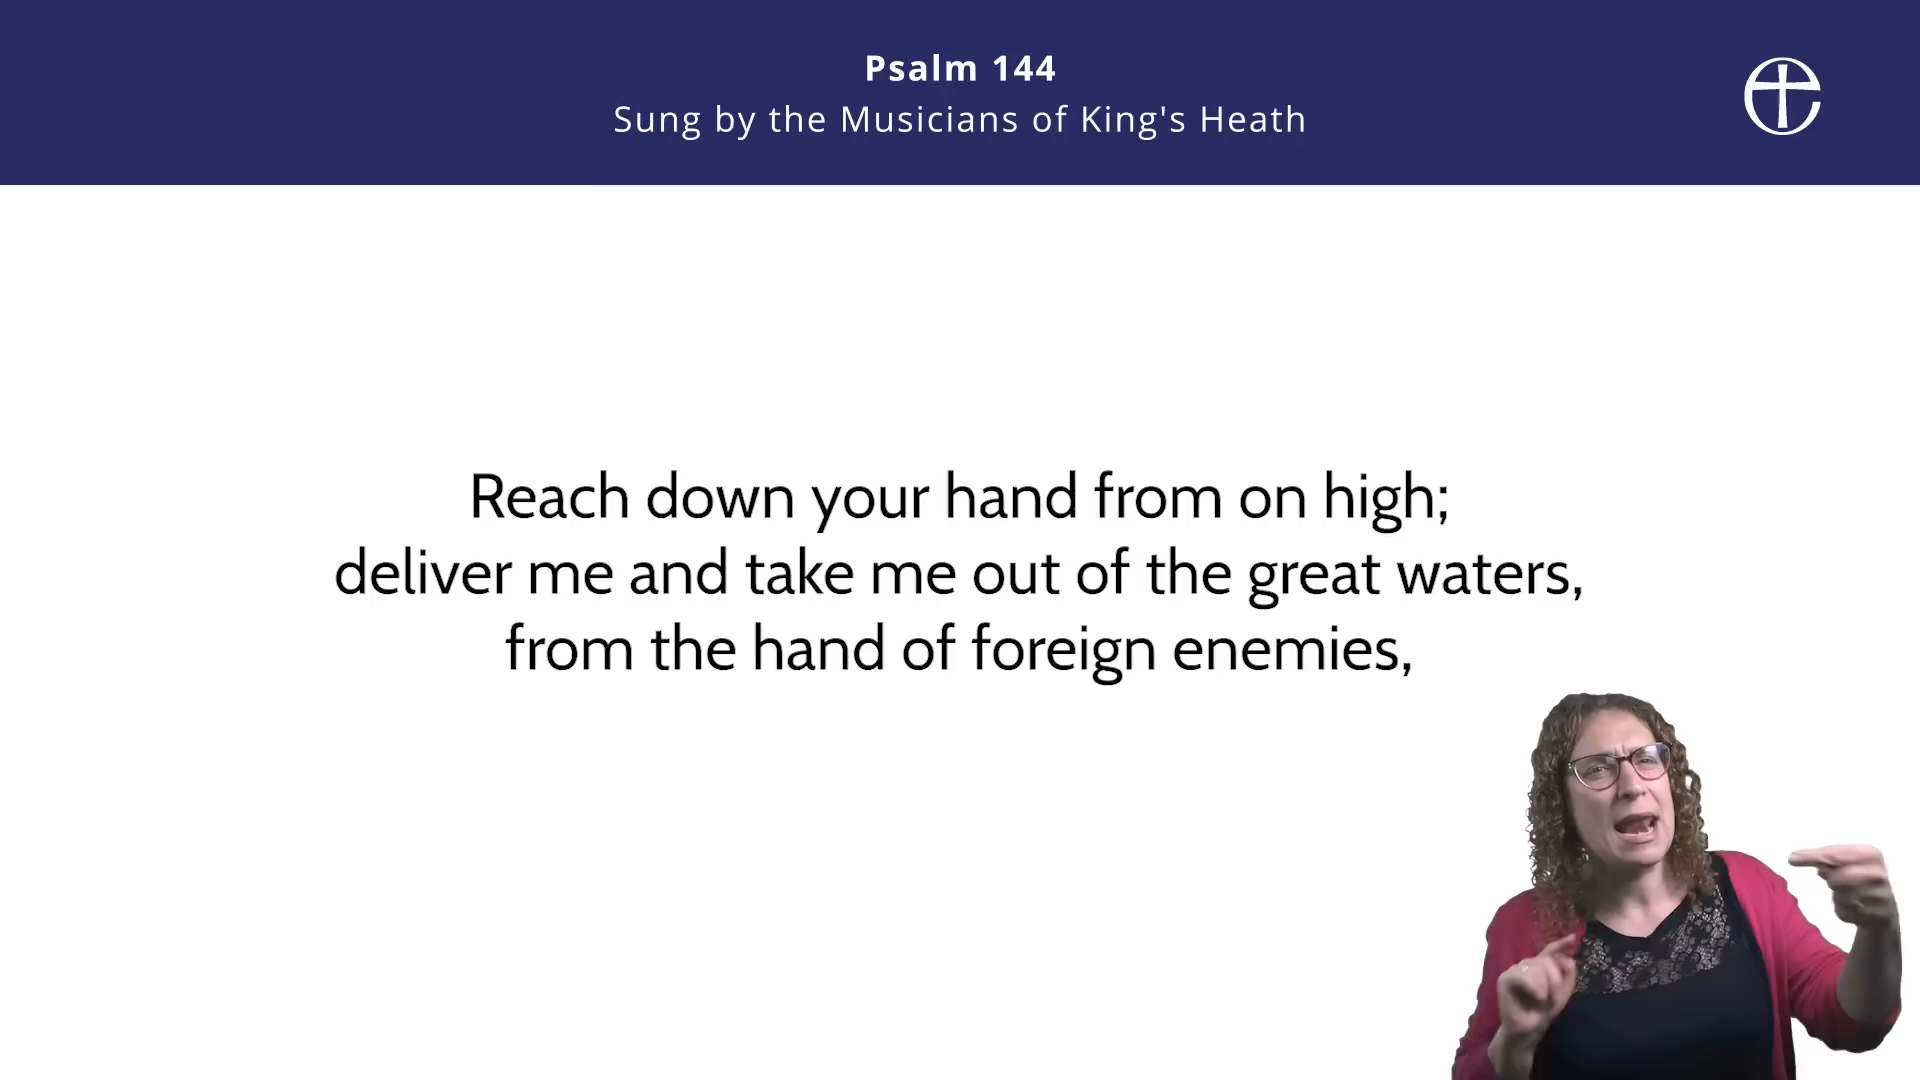 Psalm 144
Sung by the Musicians of King's Heath
Reach down your hand from on high;
deliver me and take me out of the great waters,
from the hand of foreign enemies,